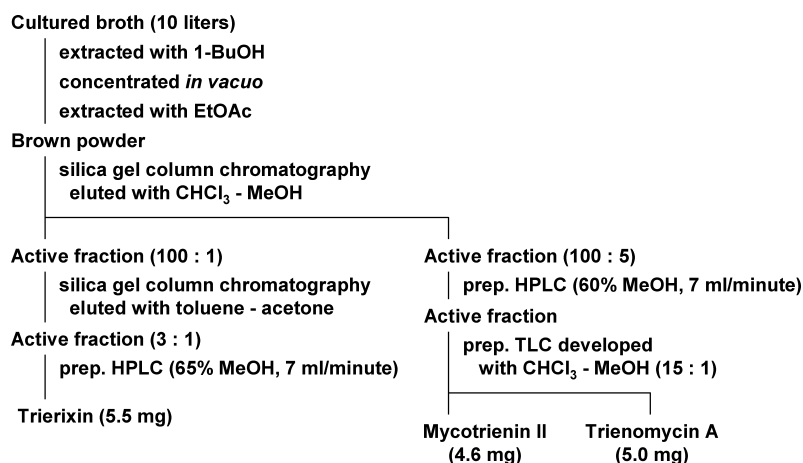 Cultured broth (10 liters)
extracted with 1-BuOH
concentrated in vacuo
extracted with EtOAc
Brown powder
silica gel column chromatography
eluted with CHCl3 - MeOH
Active fraction (100 : 1)
silica gel column chromatography
eluted with toluene - acetone
Active fraction (3 : 1)
prep. HPLC (65% MeOH, 7 ml/minute)
Trierixin (5.5 mg)
Active fraction (100 : 5)
prep. HPLC (60% MeOH, 7 ml/minute)
Active fraction
prep. TLC developed
with CHCl3 - MeOH (15 : 1)
Mycotrienin II
(4.6 mg)
Trienomycin A
(5.0 mg)